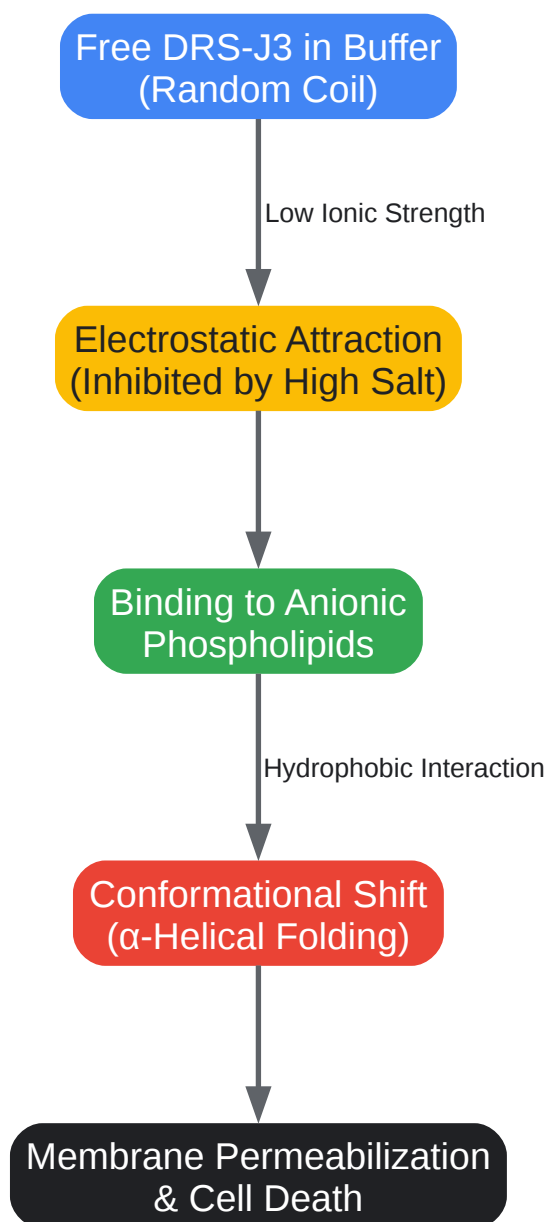 Free DRS-J3 in Buffer
(Random Coil)
Low Ionic Strength
Electrostatic Attraction
(Inhibited by High Salt)
Binding to Anionic
Phospholipids
Hydrophobic Interaction
Conformational Shift
(α-Helical Folding)
Membrane Permeabilization
& Cell Death